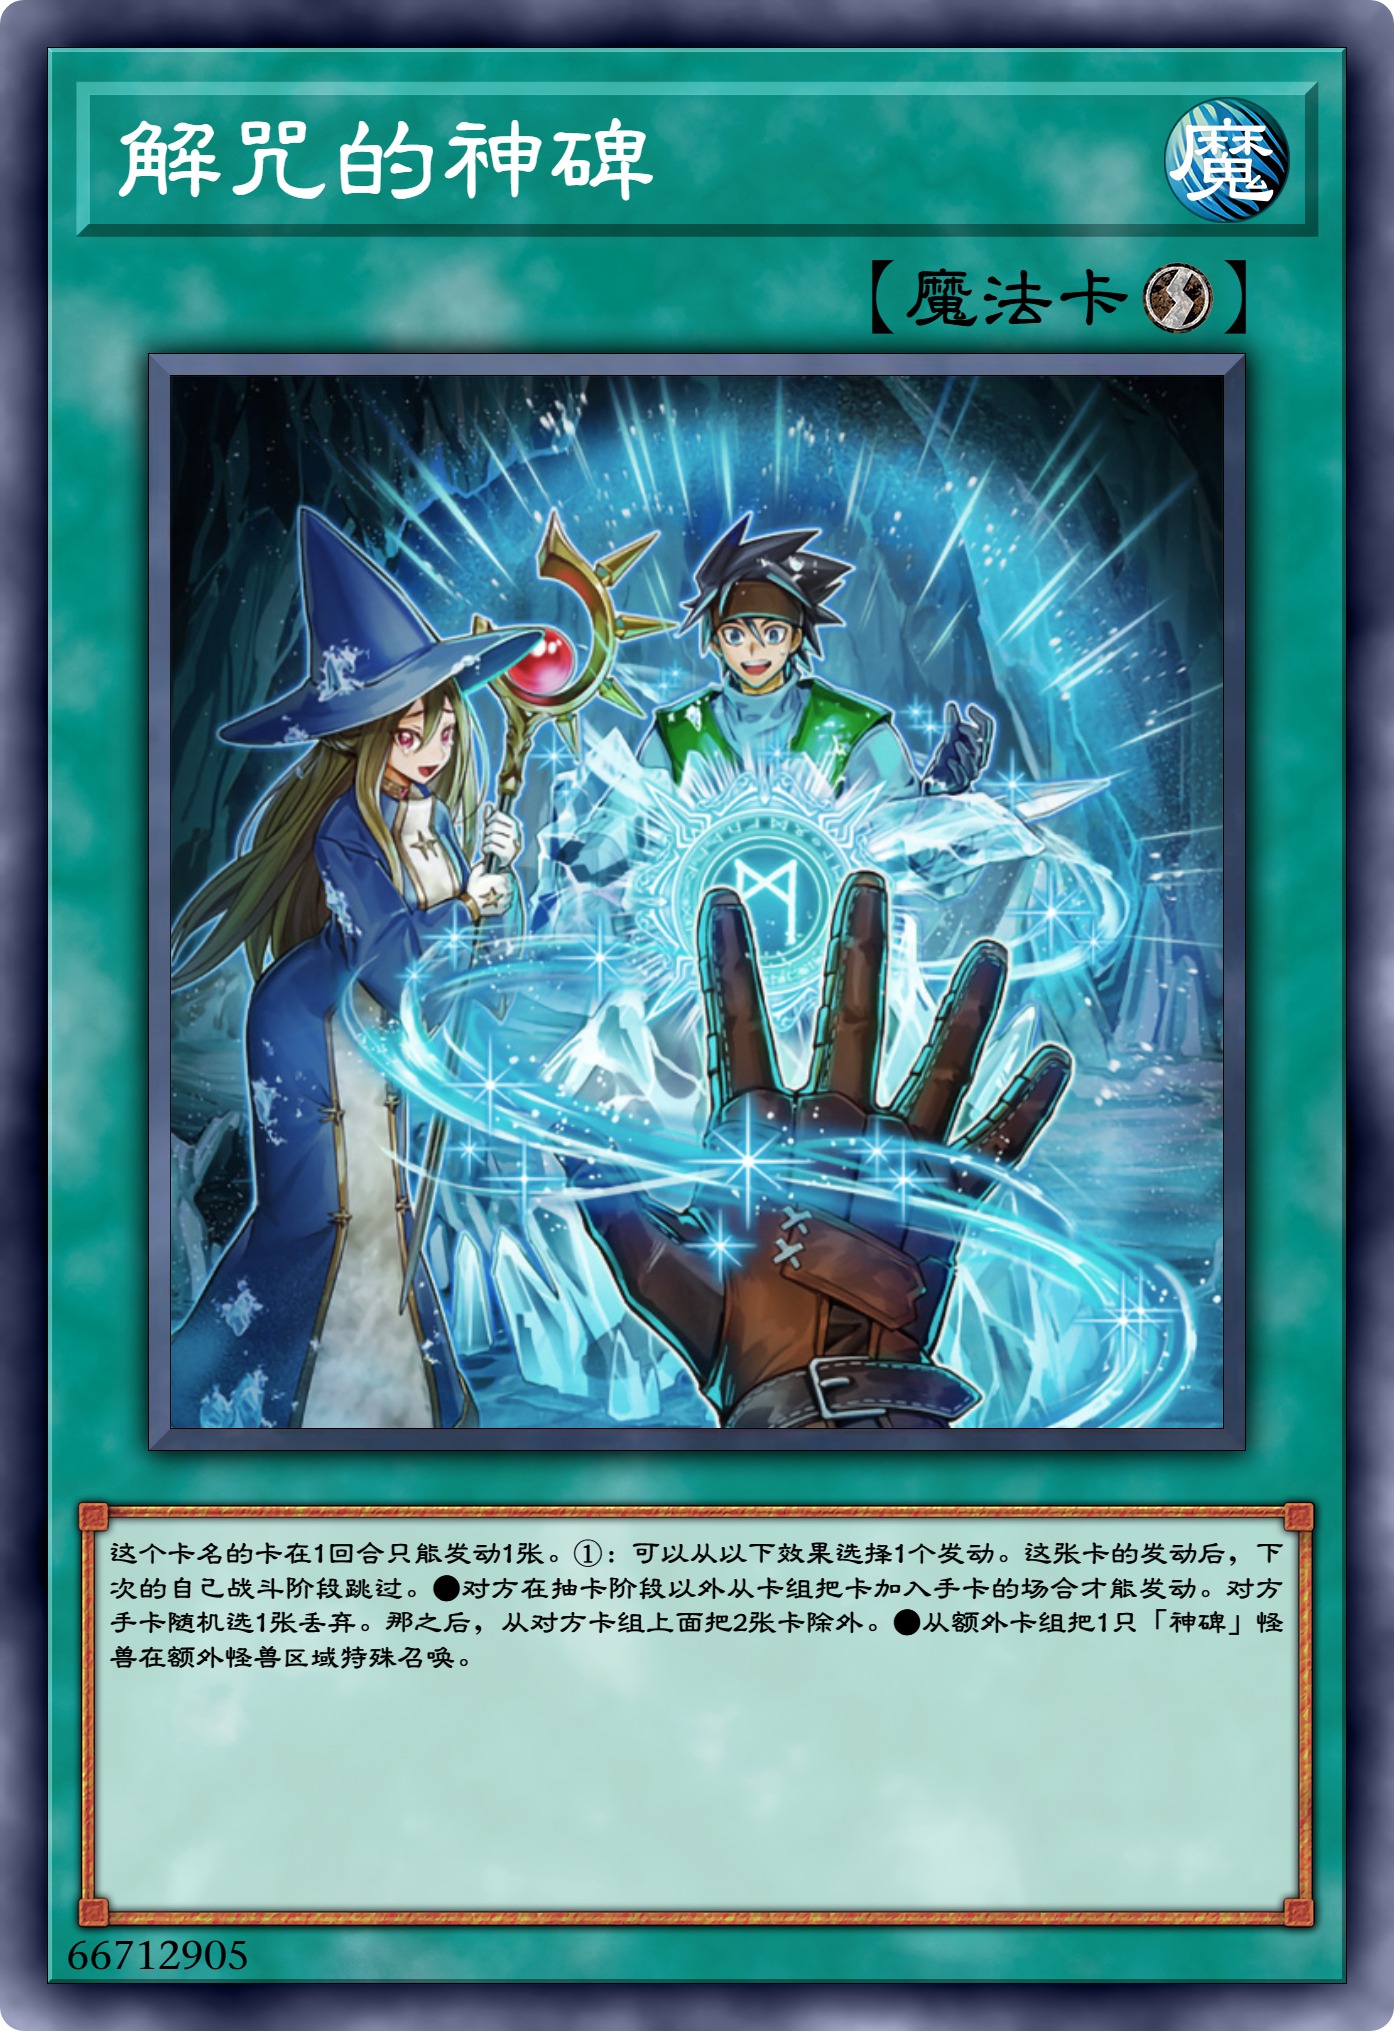 解咒的神碑
魔
【魔法卡】
这个卡名的卡在1回合只能发动1张。①：可以从以下效果选择1个发动。这张卡的发动后，下
次的自己战斗阶段跳过。●对方在抽卡阶段以外从卡组把卡加入手卡的场合才能发动。对方
手卡随机选1张丢弃。那之后，从对方卡组上面把2张卡除外。●从额外卡组把1只「神碑」怪
兽在额外怪兽区域特殊召唤。
66712905